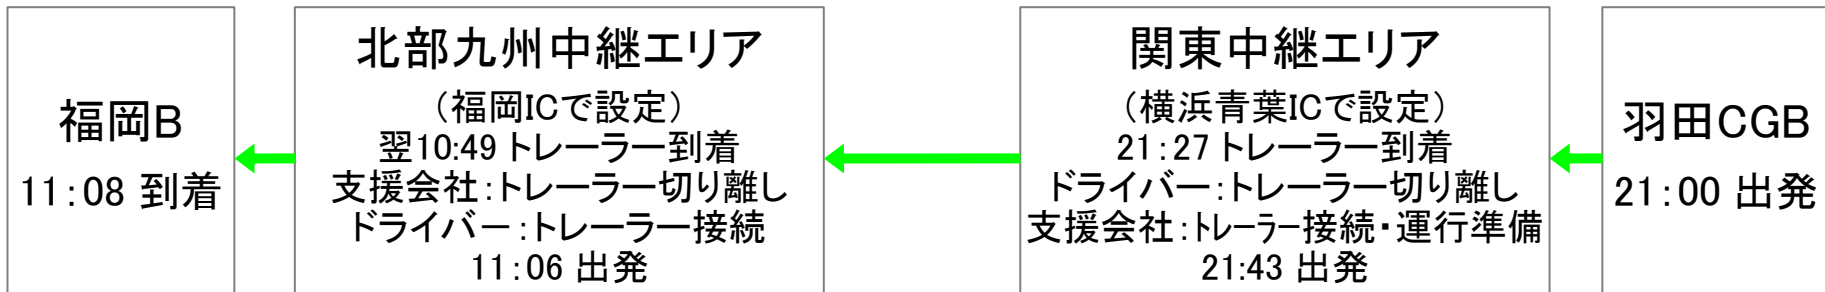 福岡B
11：08 到着
北部九州中継エリア
（福岡ICで設定）
翌10:49 トレーラー到着
支援会社：トレーラー切り離し
ドライバー：トレーラー接続
11：06 出発
関東中継エリア
（横浜青葉ICで設定）
21：27 トレーラー到着
ドライバー：トレーラー切り離し
支援会社：トレーラー接続・運行準備
21:43 出発
羽田CGB
21：00 出発